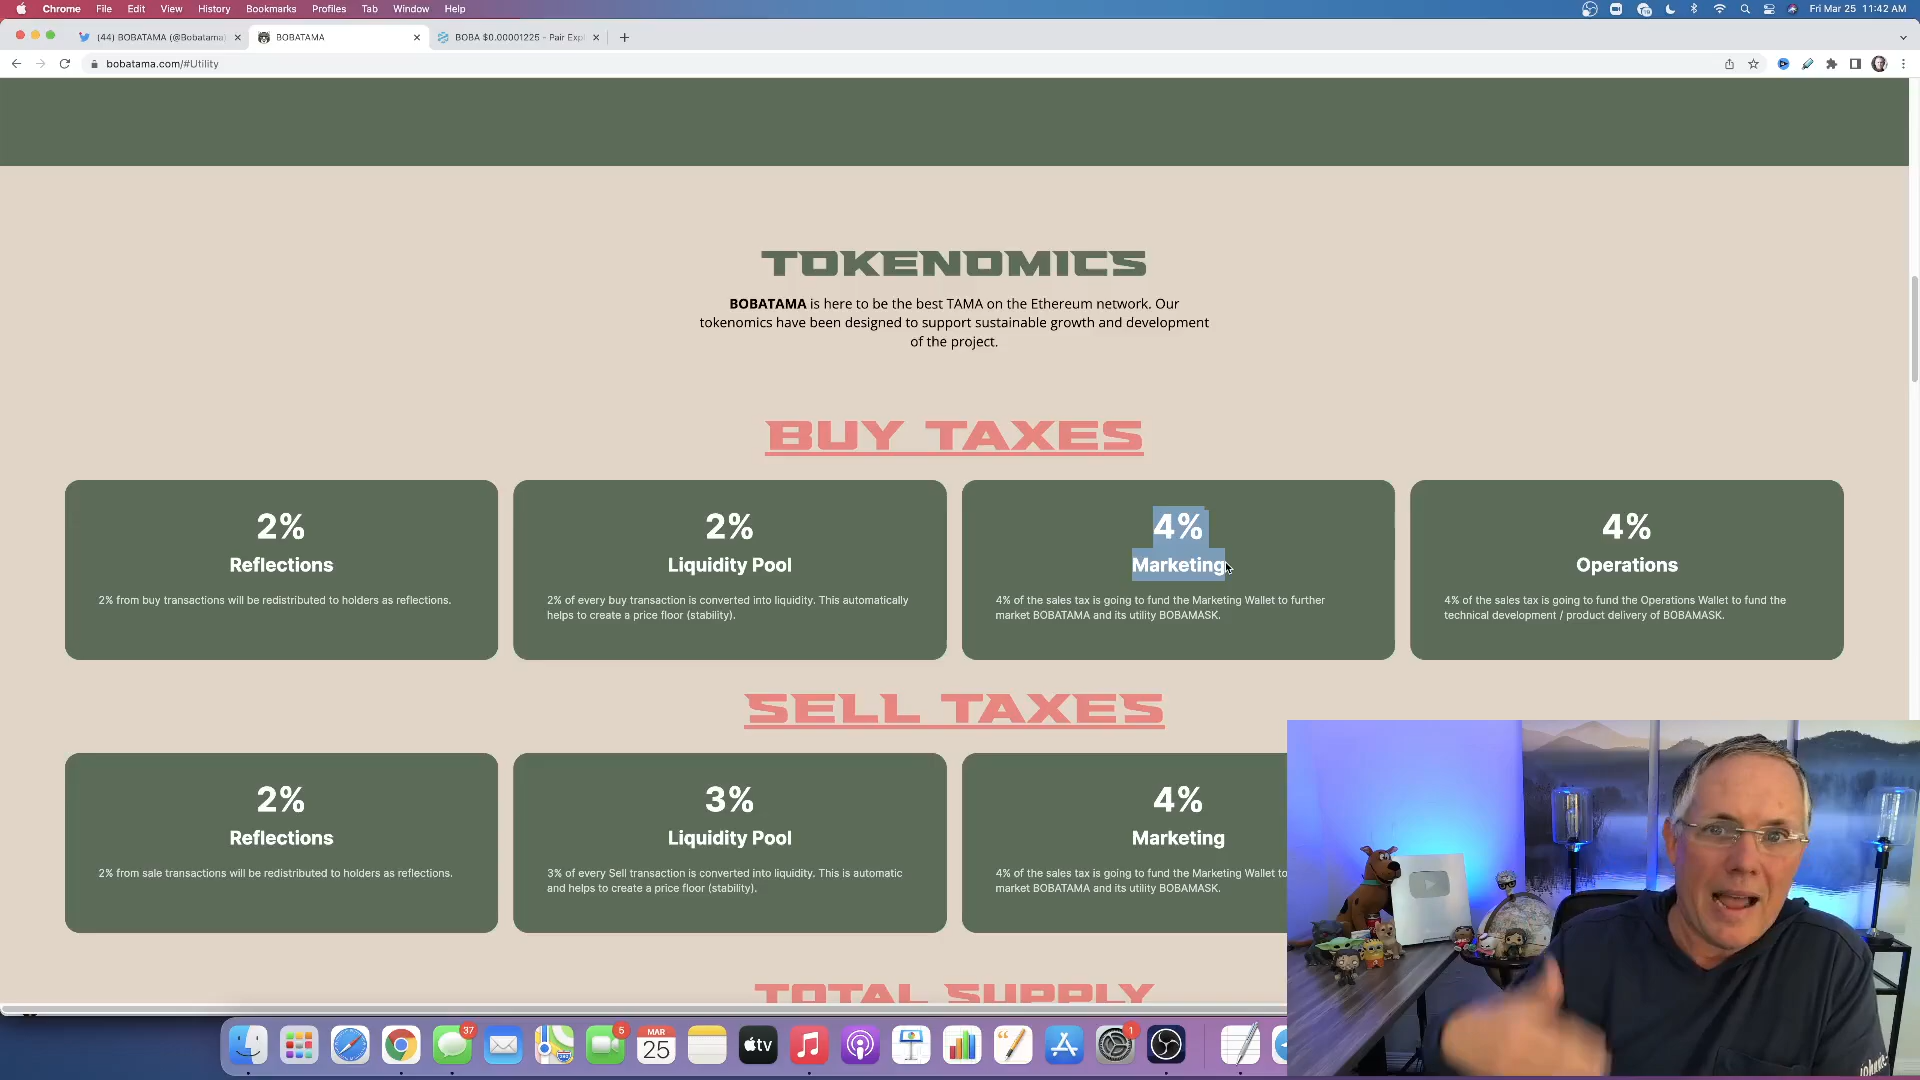 Chrome File Edit View History Bookmarks Profiles Tab Window Help
Fri Mar 25 11:42 AM
(44) BOBATAMA (@Bobatama)
BOBATAMA
BOBA $0.00001225 - Pair Exp
bobatama.com/#Utility
TOKENOMICS
BOBATAMA is here to be the best TAMA on the Ethereum network. Our
tokenomics have been designed to support sustainable growth and development
of the project.
BUY TAXES
2%
Reflections
2% from buy transactions will be redistributed to holders as reflections.
2%
Liquidity Pool
2% of every buy transaction is converted into liquidity. This automatically
helps to create a price floor (stability).
4%
Marketing
4% of the sales tax is going to fund the Marketing Wallet to further
market BOBATAMA and its utility BOBAMASK.
4%
Operations
4% of the sales tax is going to fund the Operations Wallet to fund the
technical development / product delivery of BOBAMASK.
SELL TAXES
2%
Reflections
2% from sale transactions will be redistributed to holders as reflections.
3%
Liquidity Pool
3% of every Sell transaction is converted into liquidity. This is automatic
and helps to create a price floor (stability).
4%
Marketing
4% of the sales tax is going to fund the Marketing Wallet to
market BOBATAMA and its utility BOBAMASK.
TOTAL SUPPLY
37
5
MAR
25
tv
1